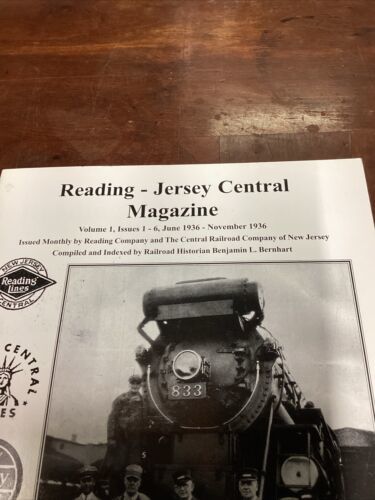 Reading - Jersey Central
Magazine
Volume 1, Issues 1 - 6, June 1936 - November 1936
Issued Monthly by Reading Company and The Central Railroad Company of New Jersey
Compiled and Indexed by Railroad Historian Benjamin L. Bernhart
NEW JERSEY
Reading
lines
CENTRAL
CENTRAL
ES
833